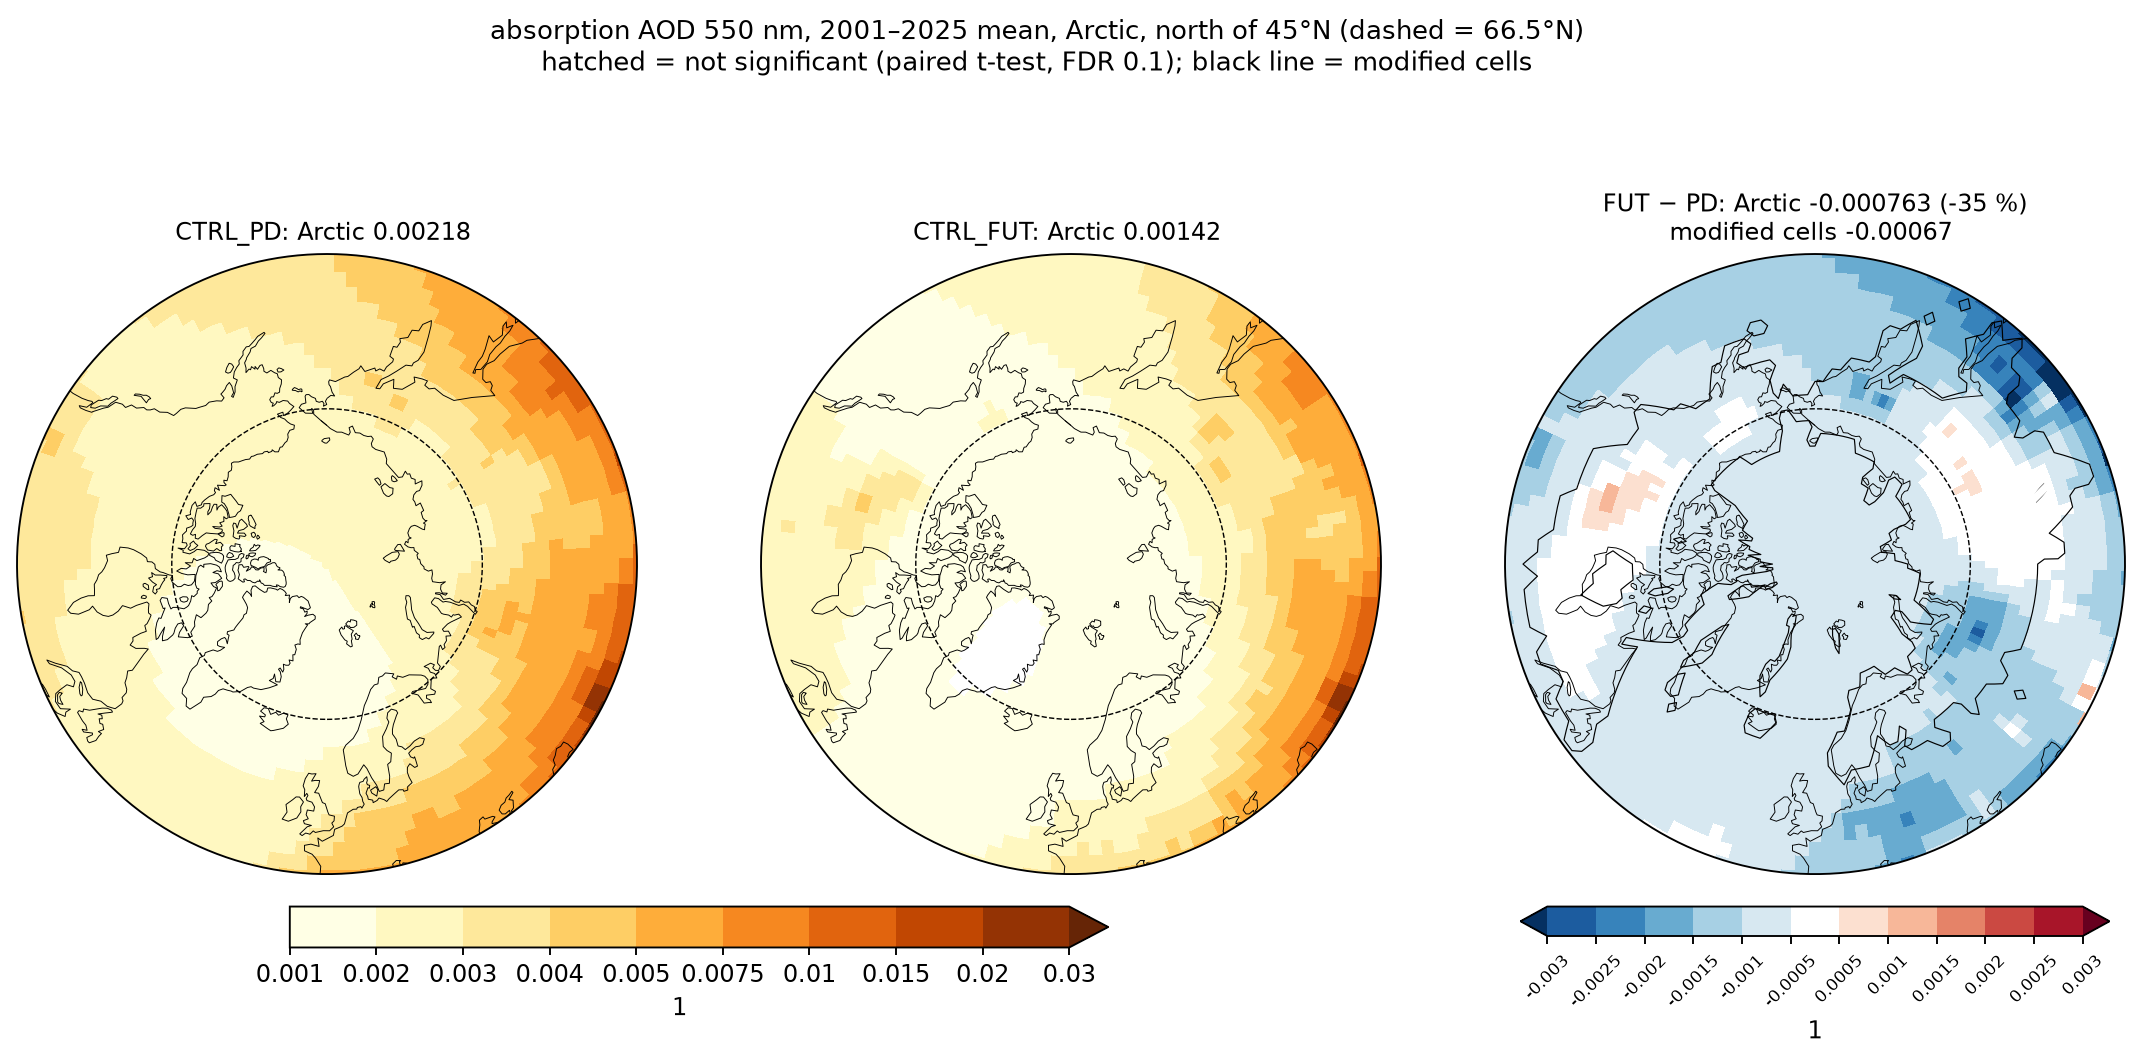 absorption AOD 550 nm, 2001–2025 mean, Arctic, north of 45°N (dashed = 66.5°N)
hatched = not significant (paired t-test, FDR 0.1); black line = modified cells
CTRL_PD: Arctic 0.00218
CTRL_FUT: Arctic 0.00142
FUT − PD: Arctic -0.000763 (-35 %)
modified cells -0.00067
0.001 0.002 0.003 0.004 0.005 0.0075 0.01 0.015 0.02 0.03
1
-0.003 -0.0025 -0.002 -0.0015 -0.001 -0.0005 0.0005 0.001 0.0015 0.002 0.0025 0.003
1